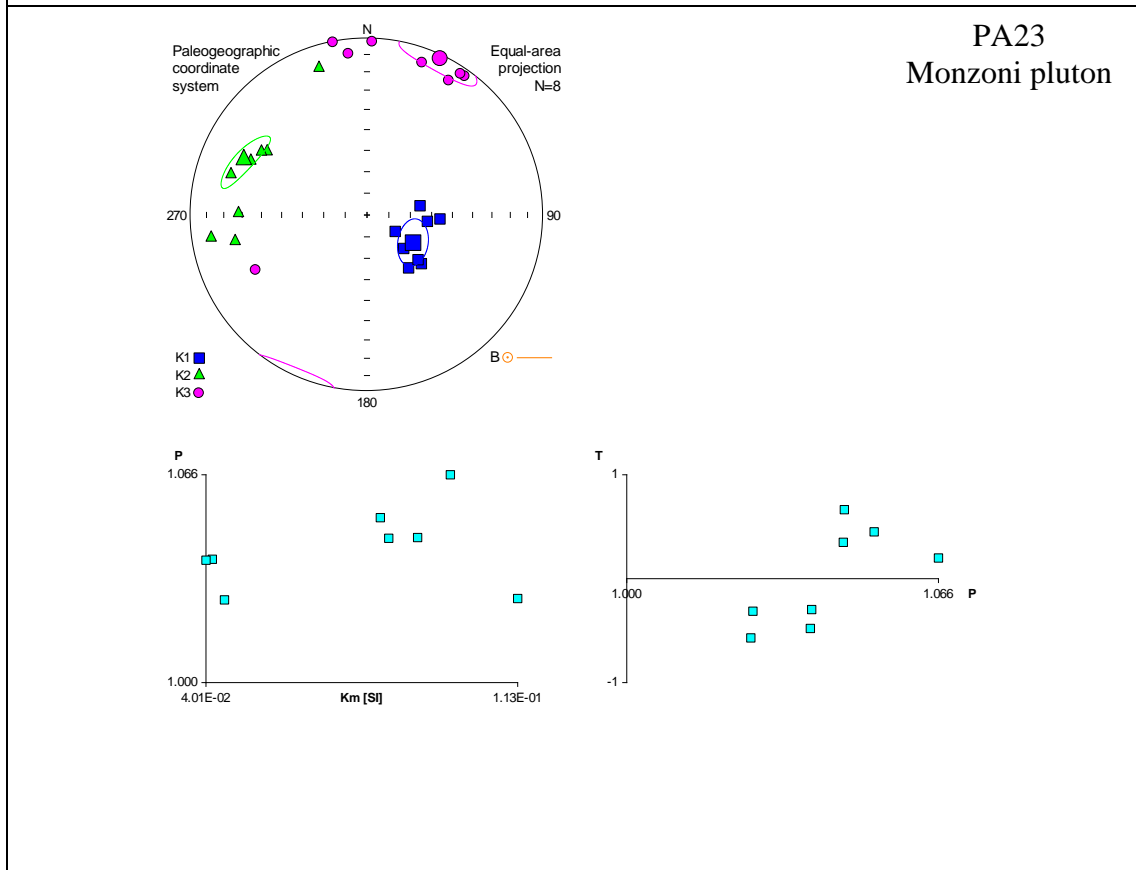 PA23
Monzoni pluton
N
Paleogeographic
coordinate
system
Equal-area
projection
N=8
270
90
K1
K2
K3
B
180
P
1.066
1.000
4.01E-02
Km [SI]
1.13E-01
T
1
1.000
1.066
P
-1